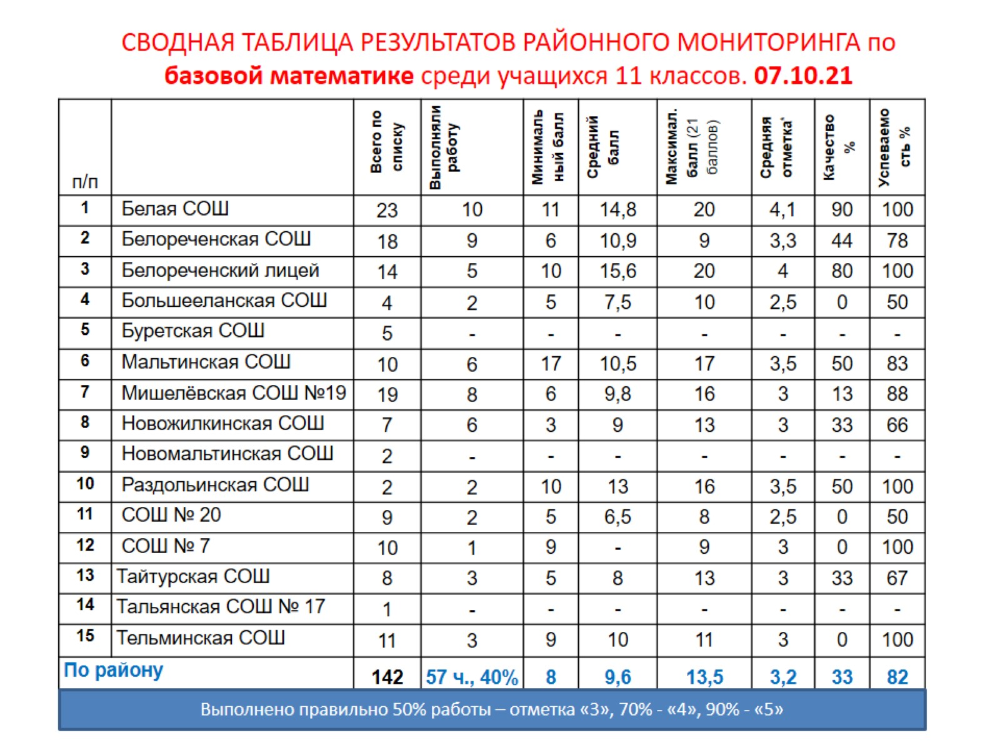 СВОДНАЯ ТАБЛИЦА РЕЗУЛЬТАТОВ РАЙОННОГО МОНИТОРИНГА по
базовой математике среди учащихся 11 классов. 07.10.21
п/п Всего по списку Выполняли работу Минималь ный балл Средний балл Максимал. балл (21 баллов) Средняя отметка* Качество % Успеваемо сть %
1 Белая СОШ 23 10 11 14,8 20 4,1 90 100
2 Белореченская СОШ 18 9 6 10,9 9 3,3 44 78
3 Белореченский лицей 14 5 10 15,6 20 4 80 100
4 Большееланская СОШ 4 2 5 7,5 10 2,5 0 50
5 Буретская СОШ 5 - - - - - - -
6 Мальтинская СОШ 10 6 17 10,5 17 3,5 50 83
7 Мишелёвская СОШ №19 19 8 6 9,8 16 3 13 88
8 Новожилкинская СОШ 7 6 3 9 13 3 33 66
9 Новомальтинская СОШ 2 - - - - - - -
10 Раздольинская СОШ 2 2 10 13 16 3,5 50 100
11 СОШ № 20 9 2 5 6,5 8 2,5 0 50
12 СОШ № 7 10 1 9 - 9 3 0 100
13 Тайтурская СОШ 8 3 5 8 13 3 33 67
14 Тальянская СОШ № 17 1 - - - - - - -
15 Тельминская СОШ 11 3 9 10 11 3 0 100
По району 142 57 ч., 40% 8 9,6 13,5 3,2 33 82
Выполнено правильно 50% работы – отметка «3», 70% - «4», 90% - «5»